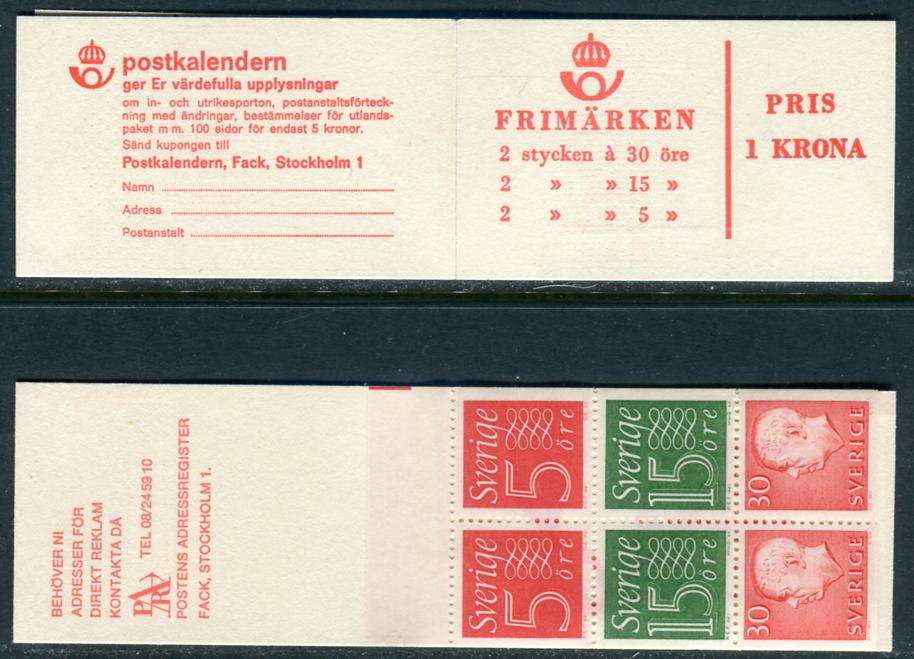 postkalendern
ger Er värdefulla upplysningar
om in- och utrikesporton, postanstaltsförteck-
ning med ändringar, bestämmelser för utlands-
paket m m. 100 sidor för endast 5 kronor.
Sänd kupongen till
Postkalendern, Fack, Stockholm 1
Namn
Adress
Postanstalt
FRIMÄRKEN
2 stycken à 30 öre
2 » » 15 »
2 » » 5 »
PRIS
1 KRONA
BEHÖVER NI
ADRESSER FÖR
DIREKT REKLAM
KONTAKTA DÅ
PAR TEL 08/24 59 10
POSTENS ADRESSREGISTER
FACK, STOCKHOLM 1.
Sverige
5 öre
Sverige
15 öre
30
SVERIGE
Sverige
5 öre
Sverige
15 öre
30
SVERIGE